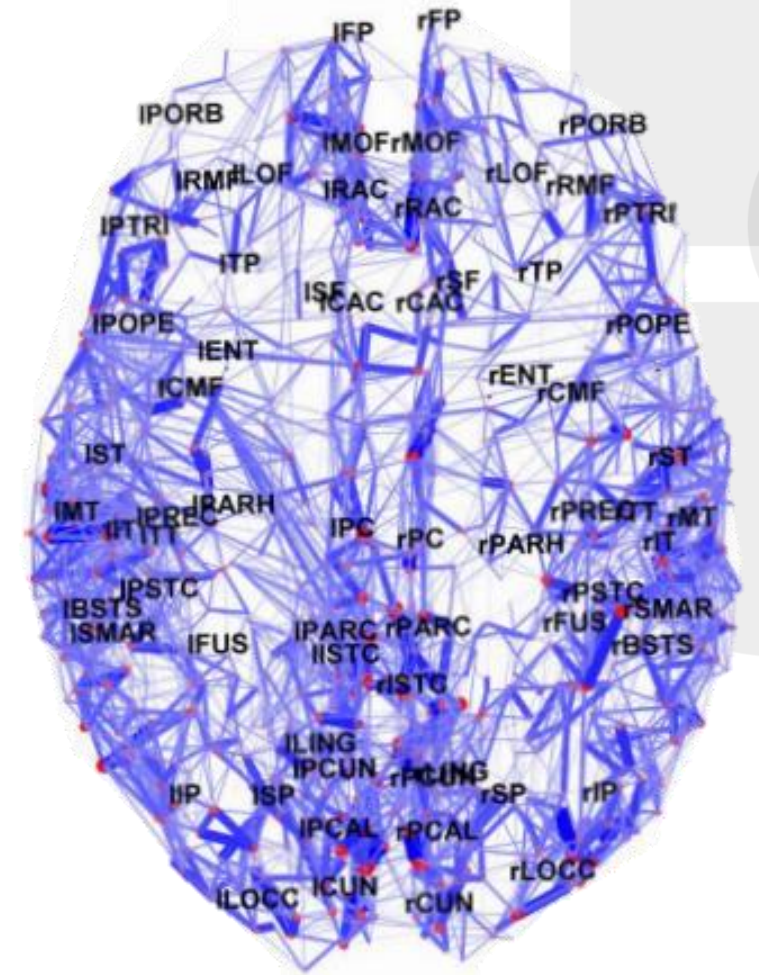 lFP rFP
lPORB rPORB
lMOF rMOF
lRMF lLOF rLOF rRMF
lRAC rRAC
lPTRI rPTRI
lTP rTP
lSF lCAC rCAC rSF
lPOPE rPOPE
lENT rENT
lCMF rCMF
lST rST
lMT lIT lPREC lTT lPARH
rPREC rTT rMT
lPC rPC rPARH rIT
lPSTC rPSTC
lBSTS rSMAR
lSMAR lPARC rPARC rFUS
lFUS lISTC rBSTS
rISTC
lLING
lPCUN rPCUN rLING
lIP lSP rSP rIP
lPCAL rPCAL
rLOCC
lLOCC lCUN rCUN